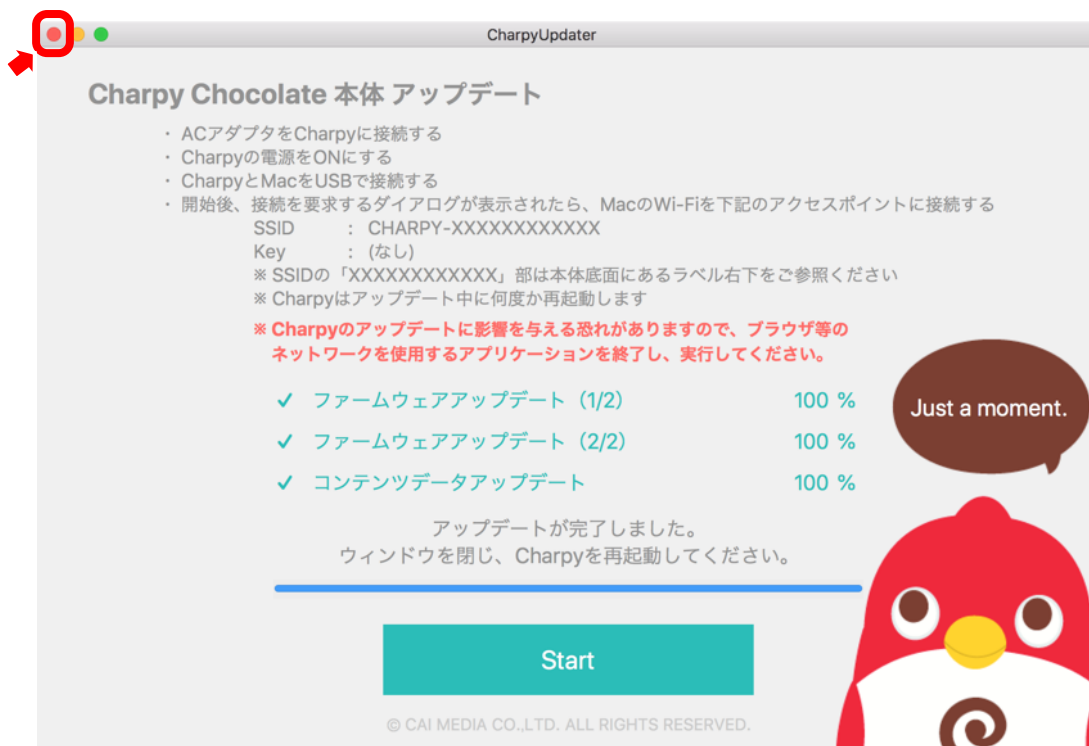 CharpyUpdater
Charpy Chocolate 本体 アップデート
・ ACアダプタをCharpyに接続する
・ Charpyの電源をONにする
・ CharpyとMacをUSBで接続する
・ 開始後、接続を要求するダイアログが表示されたら、MacのWi-Fiを下記のアクセスポイントに接続する
SSID : CHARPY-XXXXXXXXXXXX
Key : (なし)
※ SSIDの「XXXXXXXXXXXX」部は本体底面にあるラベル右下をご参照ください
※ Charpyはアップデート中に何度か再起動します
※ Charpyのアップデートに影響を与える恐れがありますので、ブラウザ等の
ネットワークを使用するアプリケーションを終了し、実行してください。
✓ ファームウェアアップデート（1/2） 100 %
✓ ファームウェアアップデート（2/2） 100 %
✓ コンテンツデータアップデート 100 %
Just a moment.
アップデートが完了しました。
ウィンドウを閉じ、Charpyを再起動してください。
Start
© CAI MEDIA CO.,LTD. ALL RIGHTS RESERVED.